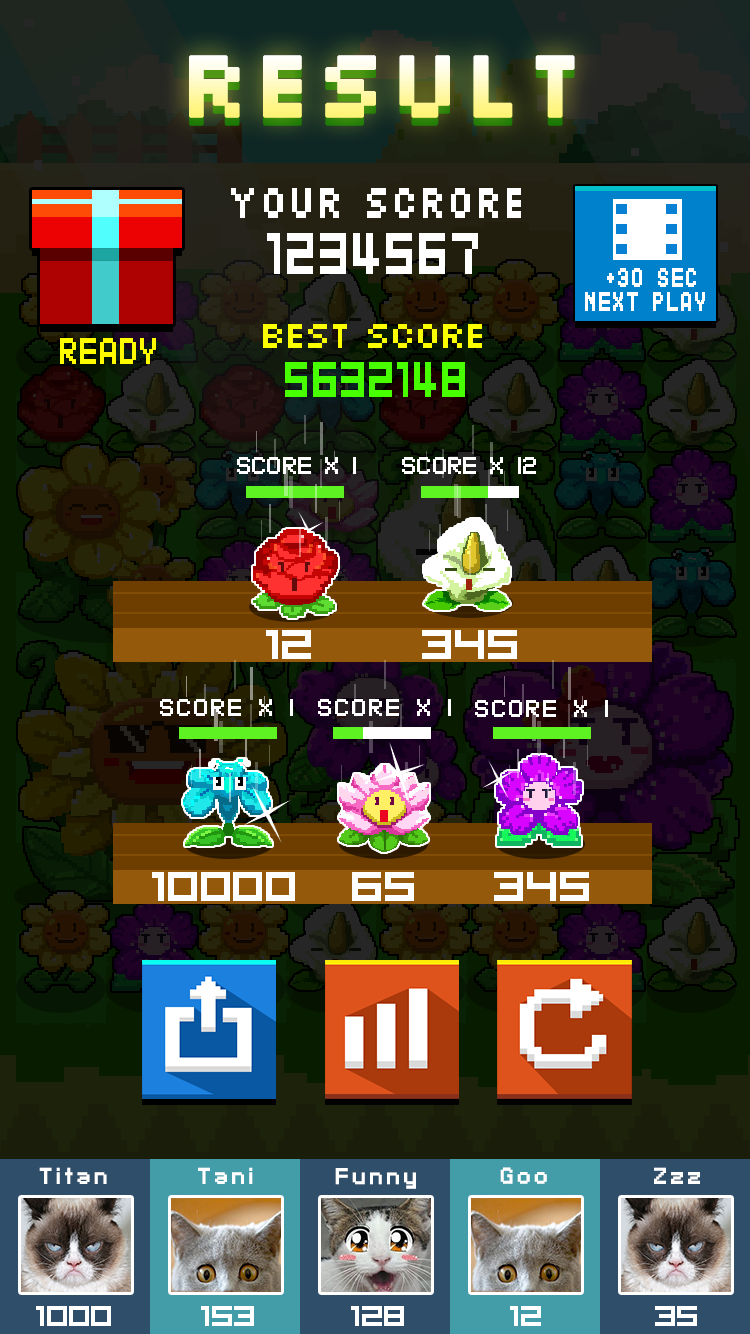 RESULT
YOUR SCRORE
1234567
+30 SEC
NEXT PLAY
READY
BEST SCORE
5632148
SCORE X 1
SCORE X 12
12
345
SCORE X 1
SCORE X 1
SCORE X 1
10000
65
345
Titan
Tani
Funny
Goo
Zzz
1000
153
128
12
35